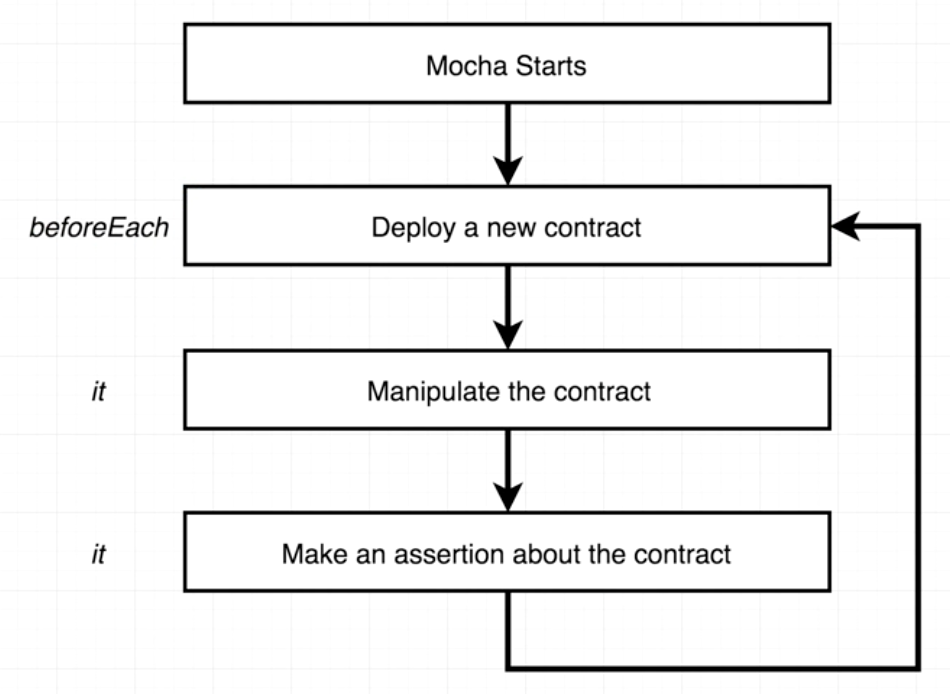 Mocha Starts
beforeEach
Deploy a new contract
it
Manipulate the contract
it
Make an assertion about the contract